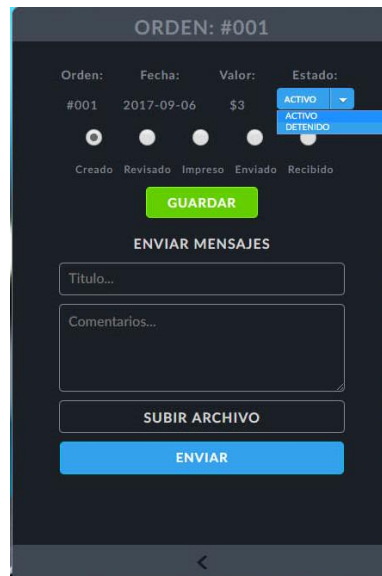 ORDEN: #001
Orden: Fecha: Valor: Estado:
#001 2017-09-06 $3 ACTIVO
ACTIVO
DETENIDO
Creado Revisado Impreso Enviado Recibido
GUARDAR
ENVIAR MENSAJES
Titulo...
Comentarios...
SUBIR ARCHIVO
ENVIAR